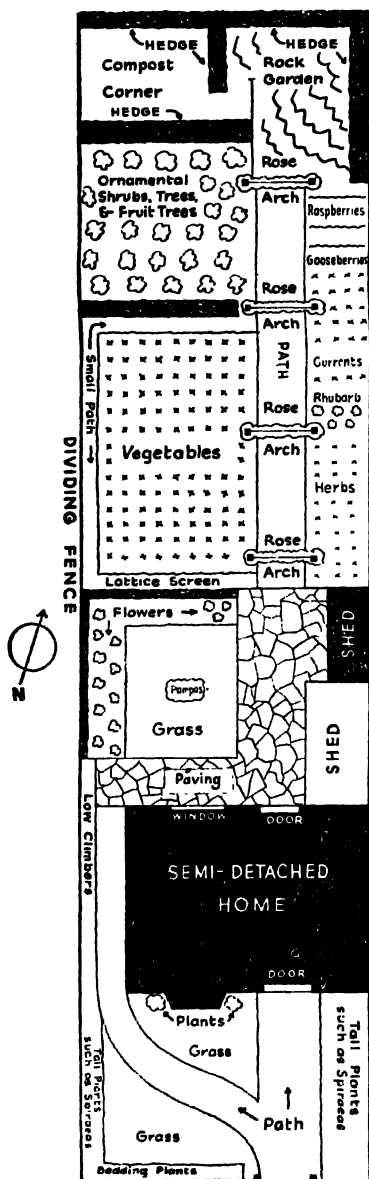 HEDGE
HEDGE
Compost
Corner
Rock
Garden
HEDGE
Ornamental
Shrubs, Trees,
& Fruit Trees
Rose
Arch
Raspberries
Gooseberries
Rose
Arch
Small Path
PATH
Currents
Rhubarb
Rose
Arch
Vegetables
Herbs
Rose
Arch
DIVIDING FENCE
Lattice Screen
Flowers
SHED
N
Pampas
Grass
SHED
Paving
WINDOW
DOOR
Low Climbers
SEMI-DETACHED
HOME
DOOR
Plants
Grass
Tall Plants
such as Spiraeas
Tall Plants
such as Spiraeas
Path
Grass
Bedding Plants